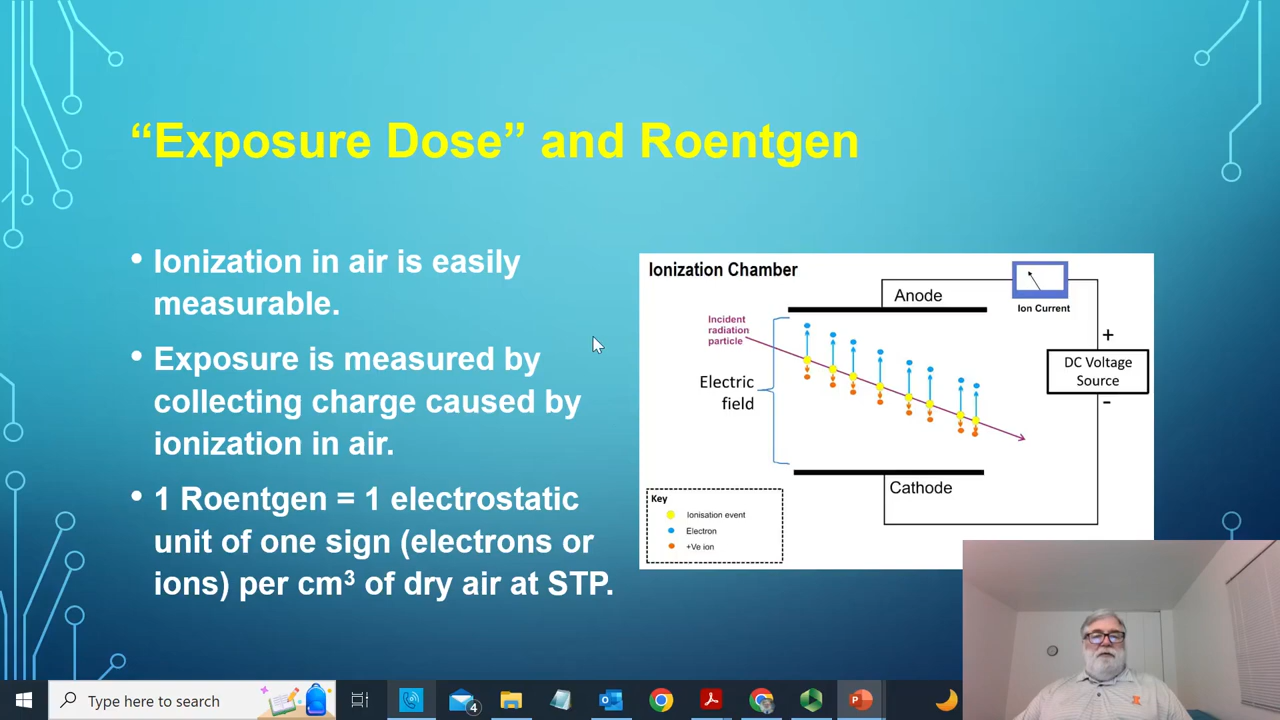 “Exposure Dose” and Roentgen
• Ionization in air is easily
measurable.
• Exposure is measured by
collecting charge caused by
ionization in air.
• 1 Roentgen = 1 electrostatic
unit of one sign (electrons or
ions) per cm³ of dry air at STP.
Ionization Chamber
Anode
Ion Current
Incident
radiation
particle
+
DC Voltage
Source
-
Electric
field
Cathode
Key
Ionisation event
Electron
+Ve ion
Type here to search
4